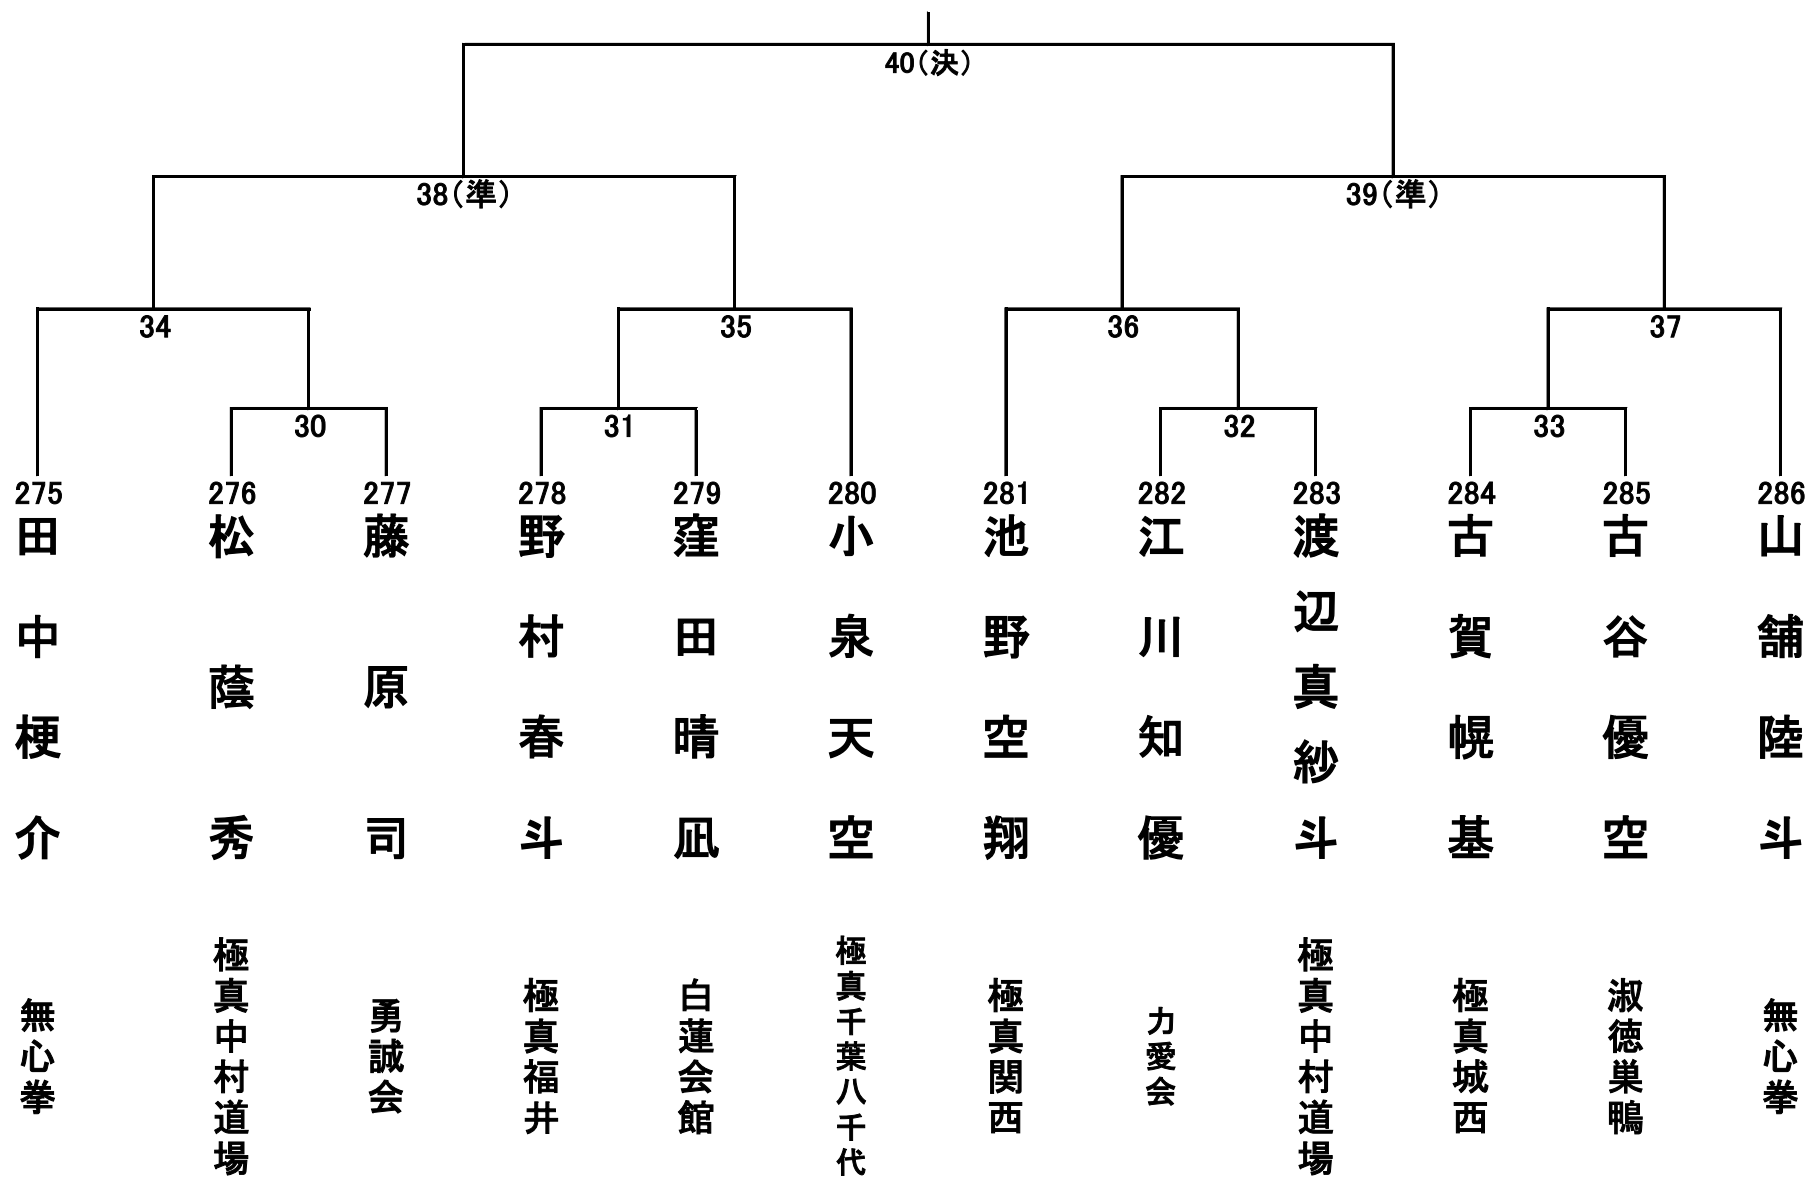 40(決)
38(準)
39(準)
34
35
36
37
30
31
32
33
275
276
277
278
279
280
281
282
283
284
285
286
田中梗介
松蔭秀
藤原司
野村春斗
窪田晴凪
小泉天空
池野空翔
江川知優
渡辺真紗斗
古賀幌基
古谷優空
山舗陸斗
無心拳
極真中村道場
勇誠会
極真福井
白蓮会館
極真千葉八千代
極真関西
力愛会
極真中村道場
極真城西
淑徳巣鴨
無心拳